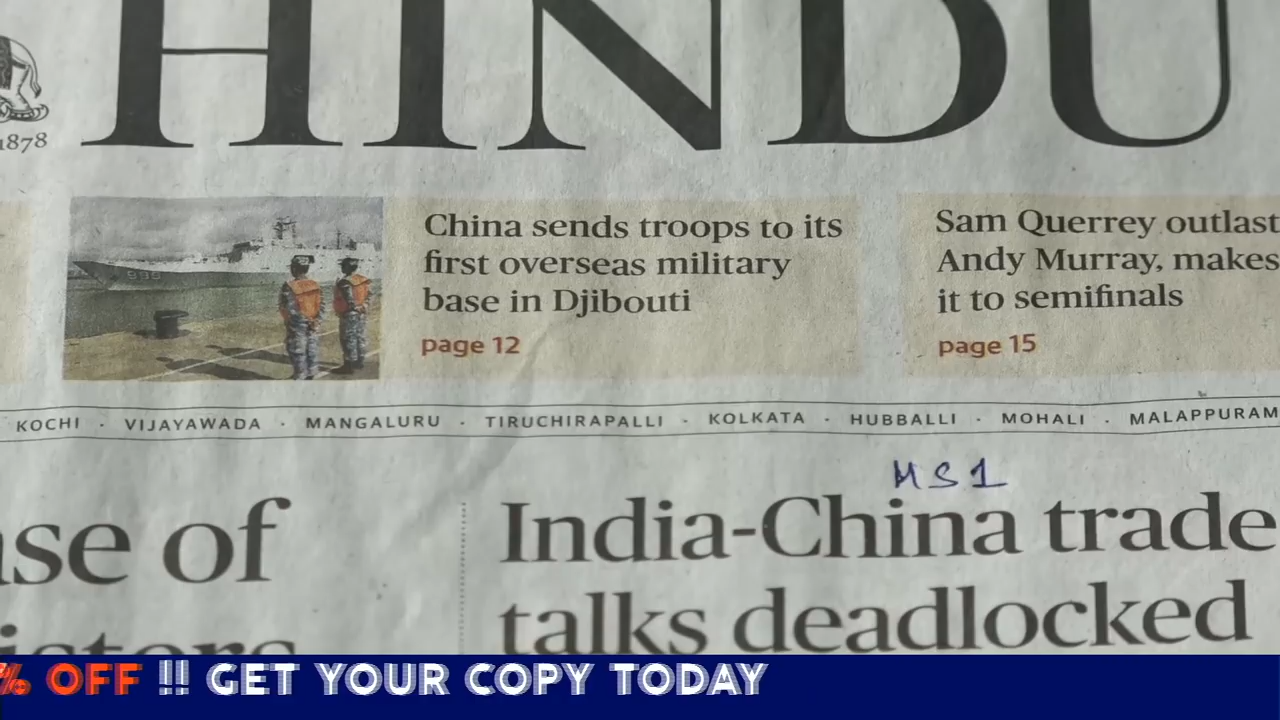 HINDU
1878
998
China sends troops to its
first overseas military
base in Djibouti
page 12
Sam Querrey outlast
Andy Murray, makes
it to semifinals
page 15
KOCHI · VIJAYAWADA · MANGALURU · TIRUCHIRAPALLI · KOLKATA · HUBBALLI · MOHALI · MALAPPURAM
MS1
se of
India-China trade
talks deadlocked
% OFF !! GET YOUR COPY TODAY